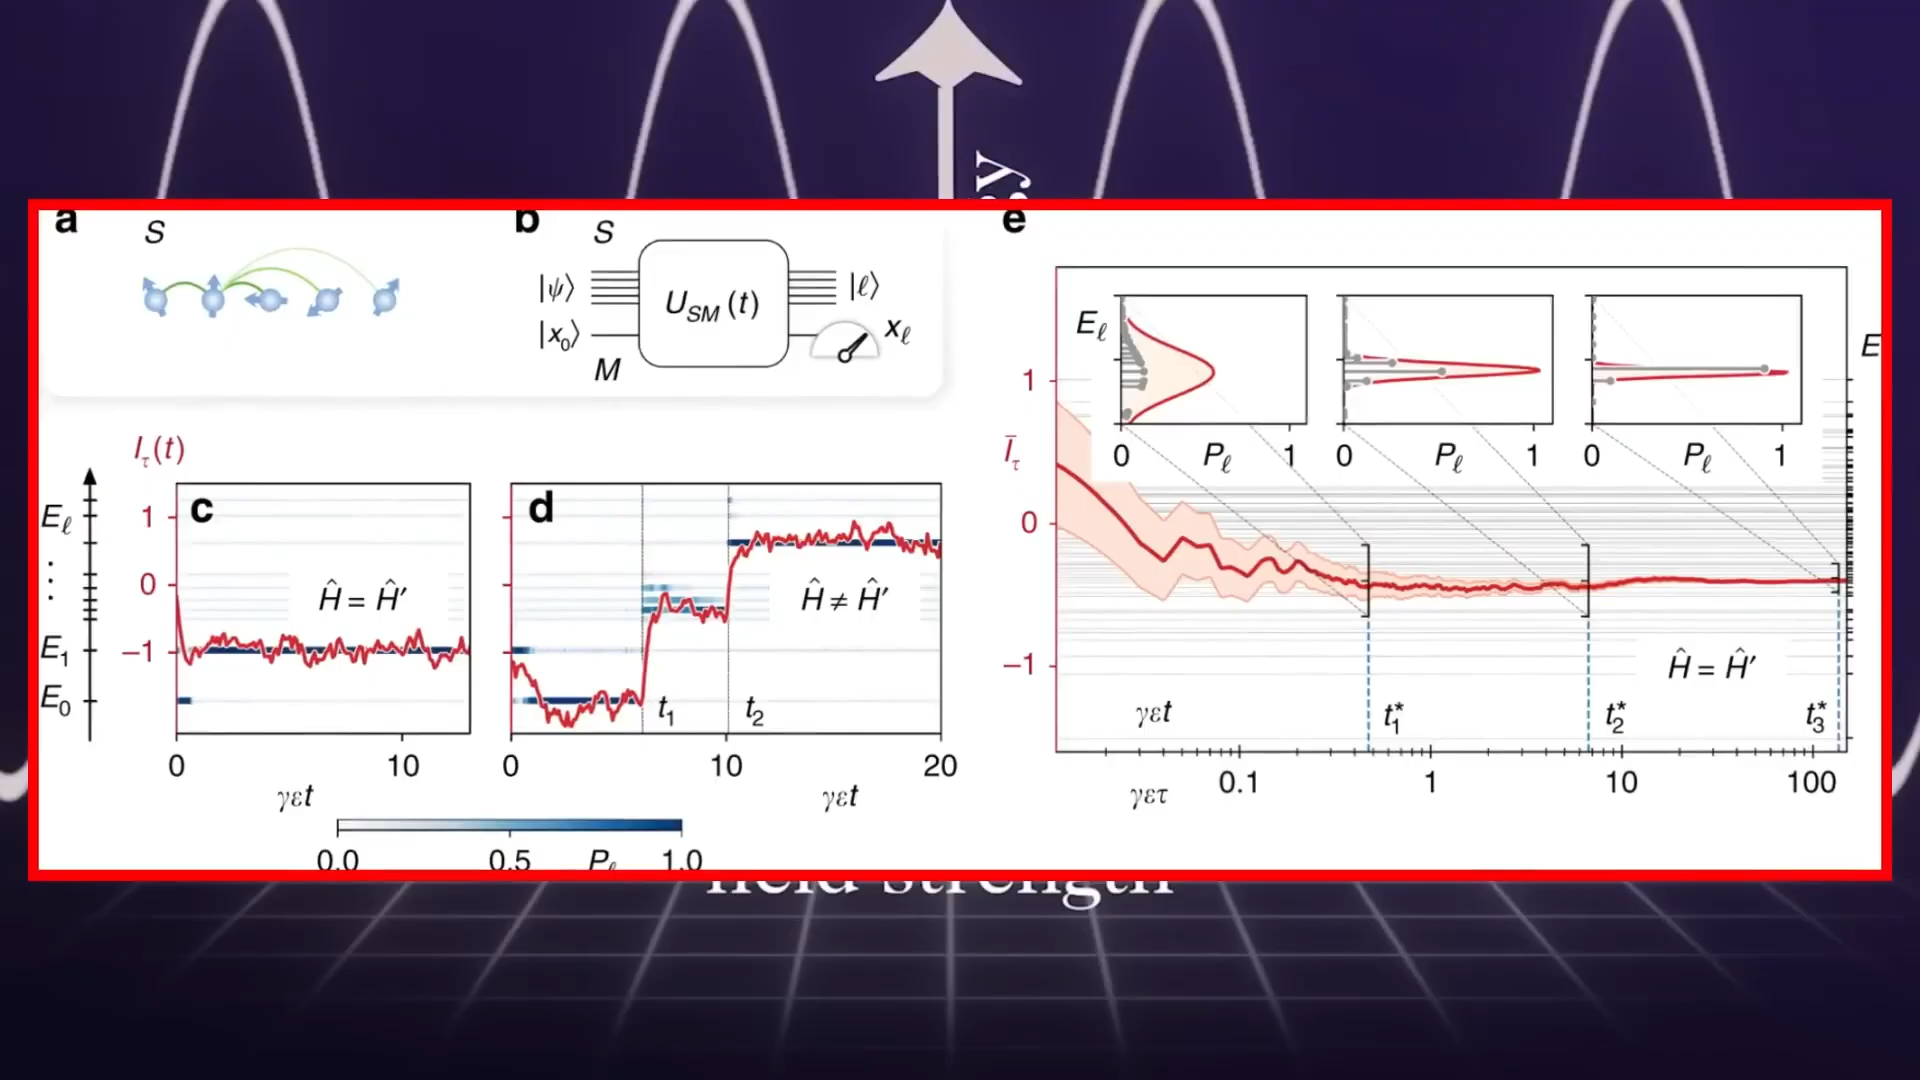 a
S
b
S
|ψ⟩
U_SM (t)
|ℓ⟩
|x₀⟩
x_ℓ
M
e
E_ℓ
E
1
Ī_τ
0
−1
0 P_ℓ 1
0 P_ℓ 1
0 P_ℓ 1
Ĥ = Ĥ′
γεt
t₁*
t₂*
t₃*
0.1 1 10 100
γετ
I_τ(t)
E_ℓ
⋮
E₁
E₀
1
0
−1
c
Ĥ = Ĥ′
0 10
γεt
d
Ĥ ≠ Ĥ′
t₁
t₂
0 10 20
γεt
0.0 0.5 P_ℓ 1.0
field strength